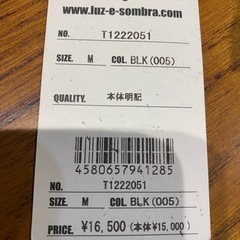 www.luz-e-sombra.com
NO. T1222051
SIZE. M COL. BLK(005)
QUALITY. 本体明記
4580657941285
NO. T1222051
SIZE. M COL. BLK(005)
PRICE. ¥16,500 (本体¥15,000)